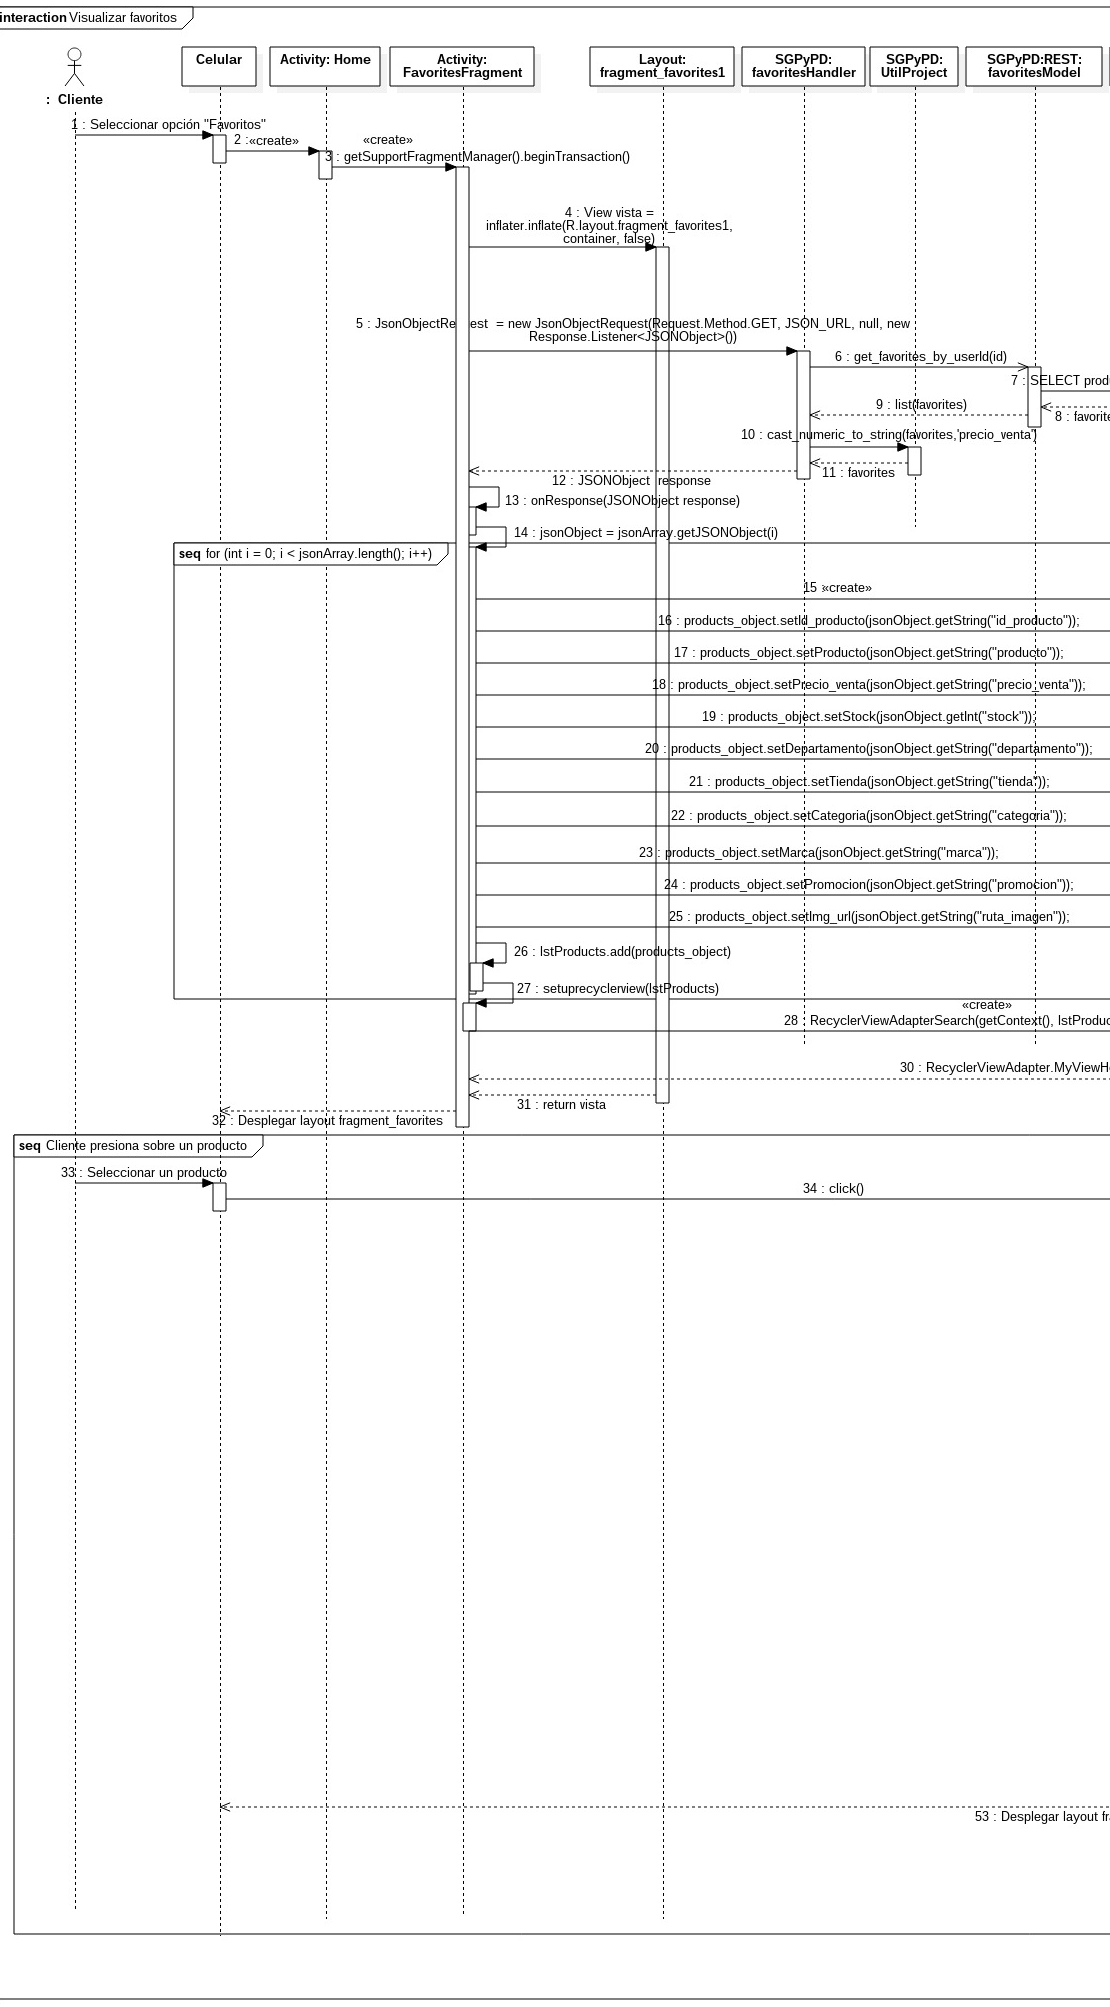 interaction Visualizar favoritos
: Cliente
Celular
Activity: Home
Activity:
FavoritesFragment
Layout:
fragment_favorites1
SGPyPD:
favoritesHandler
SGPyPD:
UtilProject
SGPyPD:REST:
favoritesModel
1 : Seleccionar opción "Favoritos"
2 : «create»
«create»
3 : getSupportFragmentManager().beginTransaction()
4 : View vista =
inflater.inflate(R.layout.fragment_favorites1,
container, false)
5 : JsonObjectRequest = new JsonObjectRequest(Request.Method.GET, JSON_URL, null, new
Response.Listener<JSONObject>())
6 : get_favorites_by_userId(id)
7 : SELECT
8 :
9 : list(favorites)
10 : cast_numeric_to_string(favorites,'precio_venta')
11 : favorites
12 : JSONObject response
13 : onResponse(JSONObject response)
14 : jsonObject = jsonArray.getJSONObject(i)
seq for (int i = 0; i < jsonArray.length(); i++)
15 : «create»
16 : products_object.setId_producto(jsonObject.getString("id_producto"));
17 : products_object.setProducto(jsonObject.getString("producto"));
18 : products_object.setPrecio_venta(jsonObject.getString("precio_venta"));
19 : products_object.setStock(jsonObject.getInt("stock"));
20 : products_object.setDepartamento(jsonObject.getString("departamento"));
21 : products_object.setTienda(jsonObject.getString("tienda"));
22 : products_object.setCategoria(jsonObject.getString("categoria"));
23 : products_object.setMarca(jsonObject.getString("marca"));
24 : products_object.setPromocion(jsonObject.getString("promocion"));
25 : products_object.setImg_url(jsonObject.getString("ruta_imagen"));
26 : lstProducts.add(products_object)
27 : setuprecyclerview(lstProducts)
«create»
28 : RecyclerViewAdapterSearch(getContext(), lstProduc
30 : RecyclerViewAdapter.MyViewH
31 : return vista
32 : Desplegar layout fragment_favorites
seq Cliente presiona sobre un producto
33 : Seleccionar un producto
34 : click()
53 : Desplegar layout